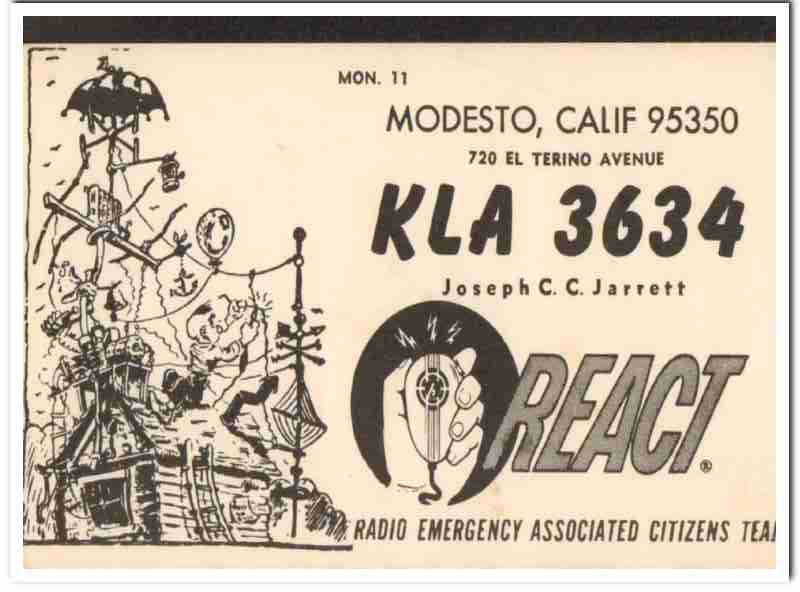 MON. 11
MODESTO, CALIF 95350
720 EL TERINO AVENUE
KLA 3634
Joseph C. C. Jarrett
REACT®
RADIO EMERGENCY ASSOCIATED CITIZENS TEA